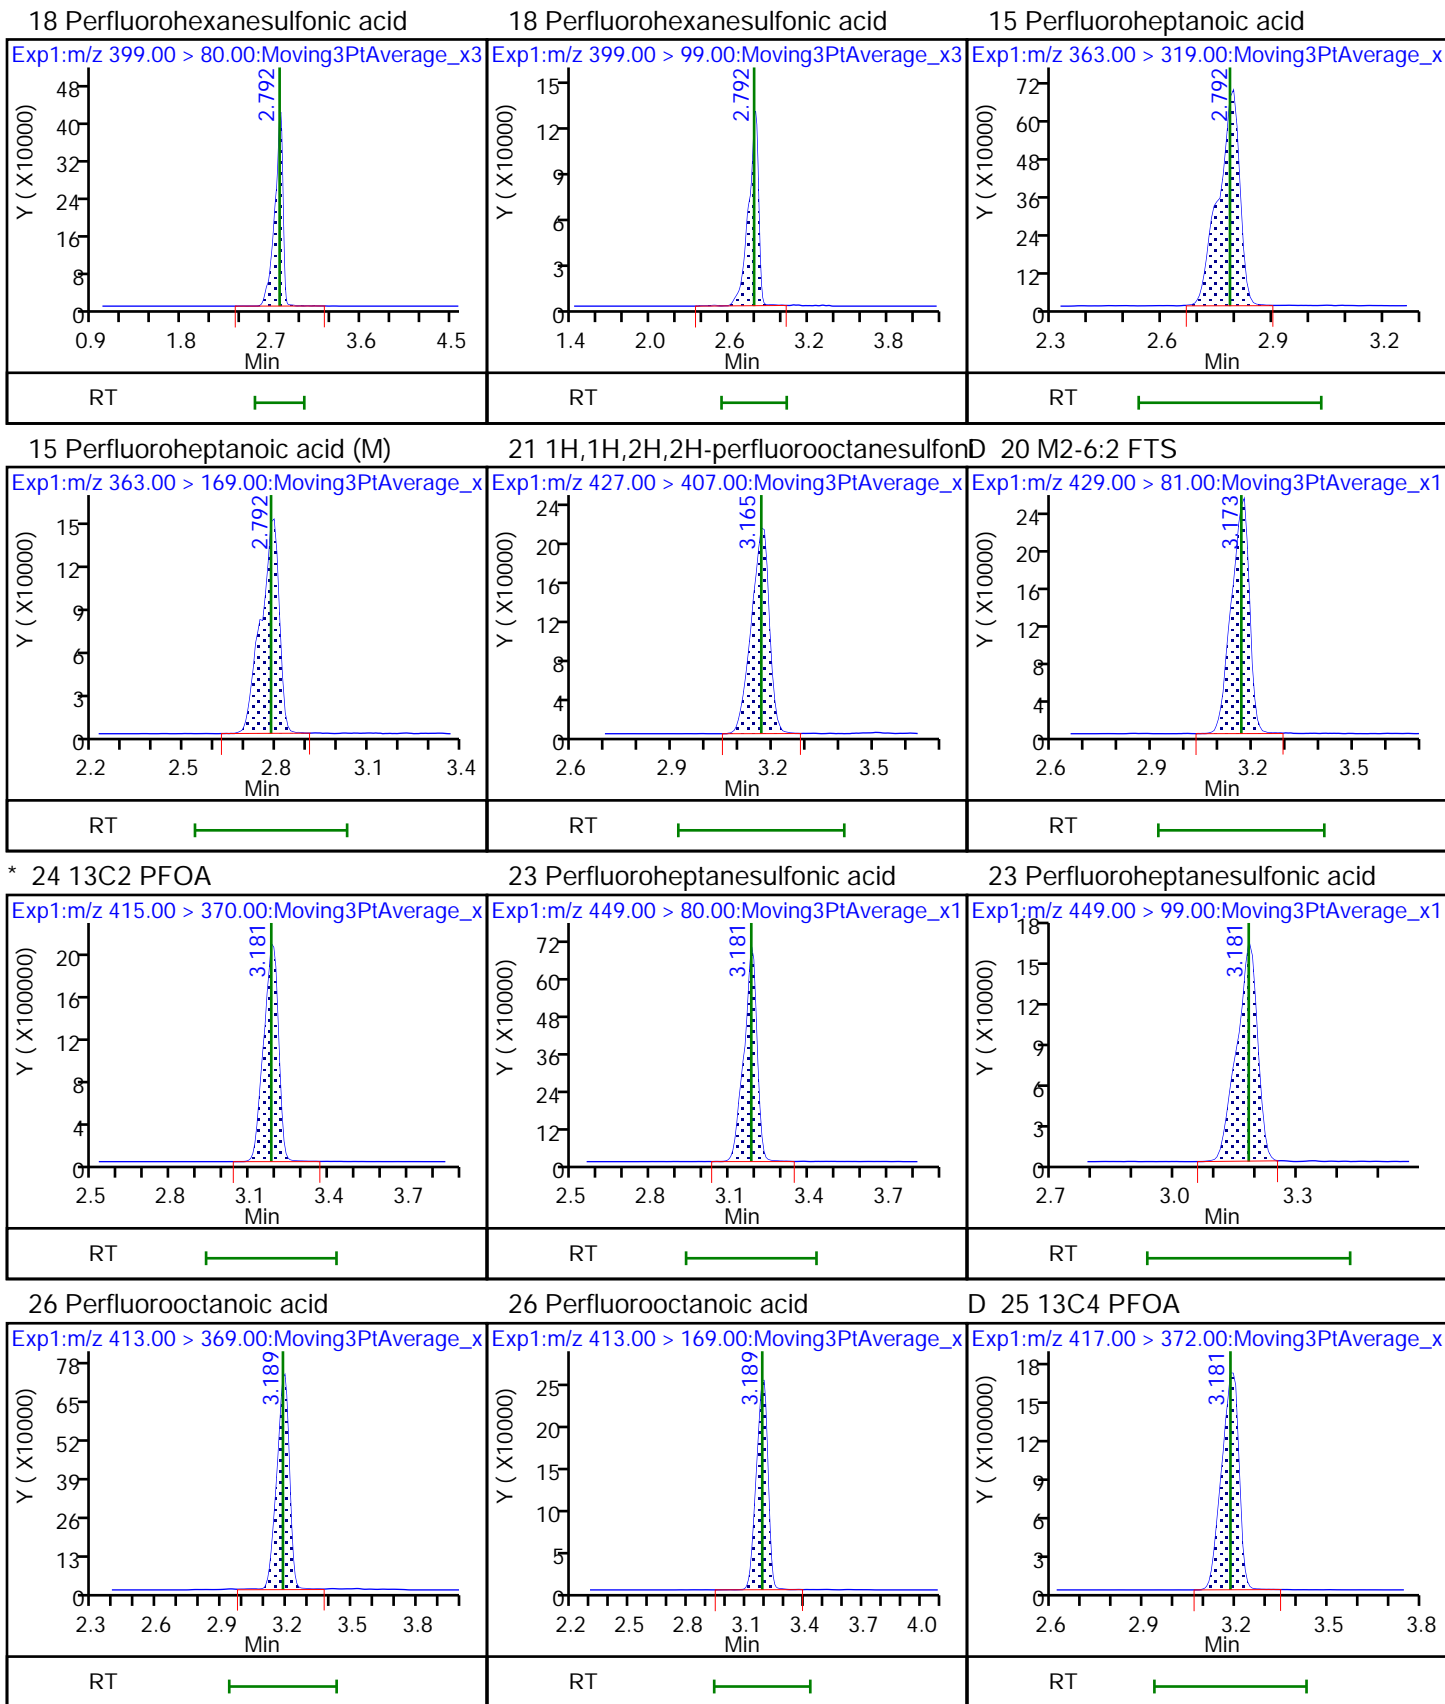 18 Perfluorohexanesulfonic acid
Exp1:m/z 399.00 > 80.00:Moving3PtAverage_x3
2.792
Y ( X10000)
48
40
32
24
16
8
0
0.9 1.8 2.7 3.6 4.5
Min
RT
18 Perfluorohexanesulfonic acid
Exp1:m/z 399.00 > 99.00:Moving3PtAverage_x3
2.792
Y ( X10000)
15
12
9
6
3
0
1.4 2.0 2.6 3.2 3.8
Min
RT
15 Perfluoroheptanoic acid
Exp1:m/z 363.00 > 319.00:Moving3PtAverage_x
2.792
Y ( X10000)
72
60
48
36
24
12
0
2.3 2.6 2.9 3.2
Min
RT
15 Perfluoroheptanoic acid (M)
Exp1:m/z 363.00 > 169.00:Moving3PtAverage_x
2.792
Y ( X10000)
15
12
9
6
3
0
2.2 2.5 2.8 3.1 3.4
Min
RT
21 1H,1H,2H,2H-perfluorooctanesulfon
Exp1:m/z 427.00 > 407.00:Moving3PtAverage_x
3.165
Y ( X10000)
24
20
16
12
8
4
0
2.6 2.9 3.2 3.5
Min
RT
D 20 M2-6:2 FTS
Exp1:m/z 429.00 > 81.00:Moving3PtAverage_x1
3.173
Y ( X10000)
24
20
16
12
8
4
0
2.6 2.9 3.2 3.5
Min
RT
* 24 13C2 PFOA
Exp1:m/z 415.00 > 370.00:Moving3PtAverage_x
3.181
Y ( X100000)
20
16
12
8
4
0
2.5 2.8 3.1 3.4 3.7
Min
RT
23 Perfluoroheptanesulfonic acid
Exp1:m/z 449.00 > 80.00:Moving3PtAverage_x1
3.181
Y ( X10000)
72
60
48
36
24
12
0
2.5 2.8 3.1 3.4 3.7
Min
RT
23 Perfluoroheptanesulfonic acid
Exp1:m/z 449.00 > 99.00:Moving3PtAverage_x1
3.181
Y ( X10000)
18
15
12
9
6
3
0
2.7 3.0 3.3
Min
RT
26 Perfluorooctanoic acid
Exp1:m/z 413.00 > 369.00:Moving3PtAverage_x
3.189
Y ( X10000)
78
65
52
39
26
13
0
2.3 2.6 2.9 3.2 3.5 3.8
Min
RT
26 Perfluorooctanoic acid
Exp1:m/z 413.00 > 169.00:Moving3PtAverage_x
3.189
Y ( X10000)
25
20
15
10
5
0
2.2 2.5 2.8 3.1 3.4 3.7 4.0
Min
RT
D 25 13C4 PFOA
Exp1:m/z 417.00 > 372.00:Moving3PtAverage_x
3.181
Y ( X100000)
18
15
12
9
6
3
0
2.6 2.9 3.2 3.5 3.8
Min
RT